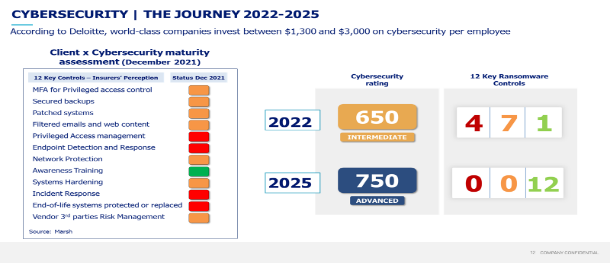 CYBERSECURITY | THE JOURNEY 2022-2025
According to Deloitte, world-class companies invest between $1,300 and $3,000 on cybersecurity per employee
Client x Cybersecurity maturity
assessment (December 2021)
12 Key Controls – Insurers' Perception Status Dec 2021
MFA for Privileged access control
Secured backups
Patched systems
Filtered emails and web content
Privileged Access management
Endpoint Detection and Response
Network Protection
Awareness Training
Systems Hardening
Incident Response
End-of-life systems protected or replaced
Vendor 3rd parties Risk Management
Source: Marsh
Cybersecurity
rating
12 Key Ransomware
Controls
2022
650
INTERMEDIATE
4 7 1
2025
750
ADVANCED
0 0 12
12 COMPANY CONFIDENTIAL